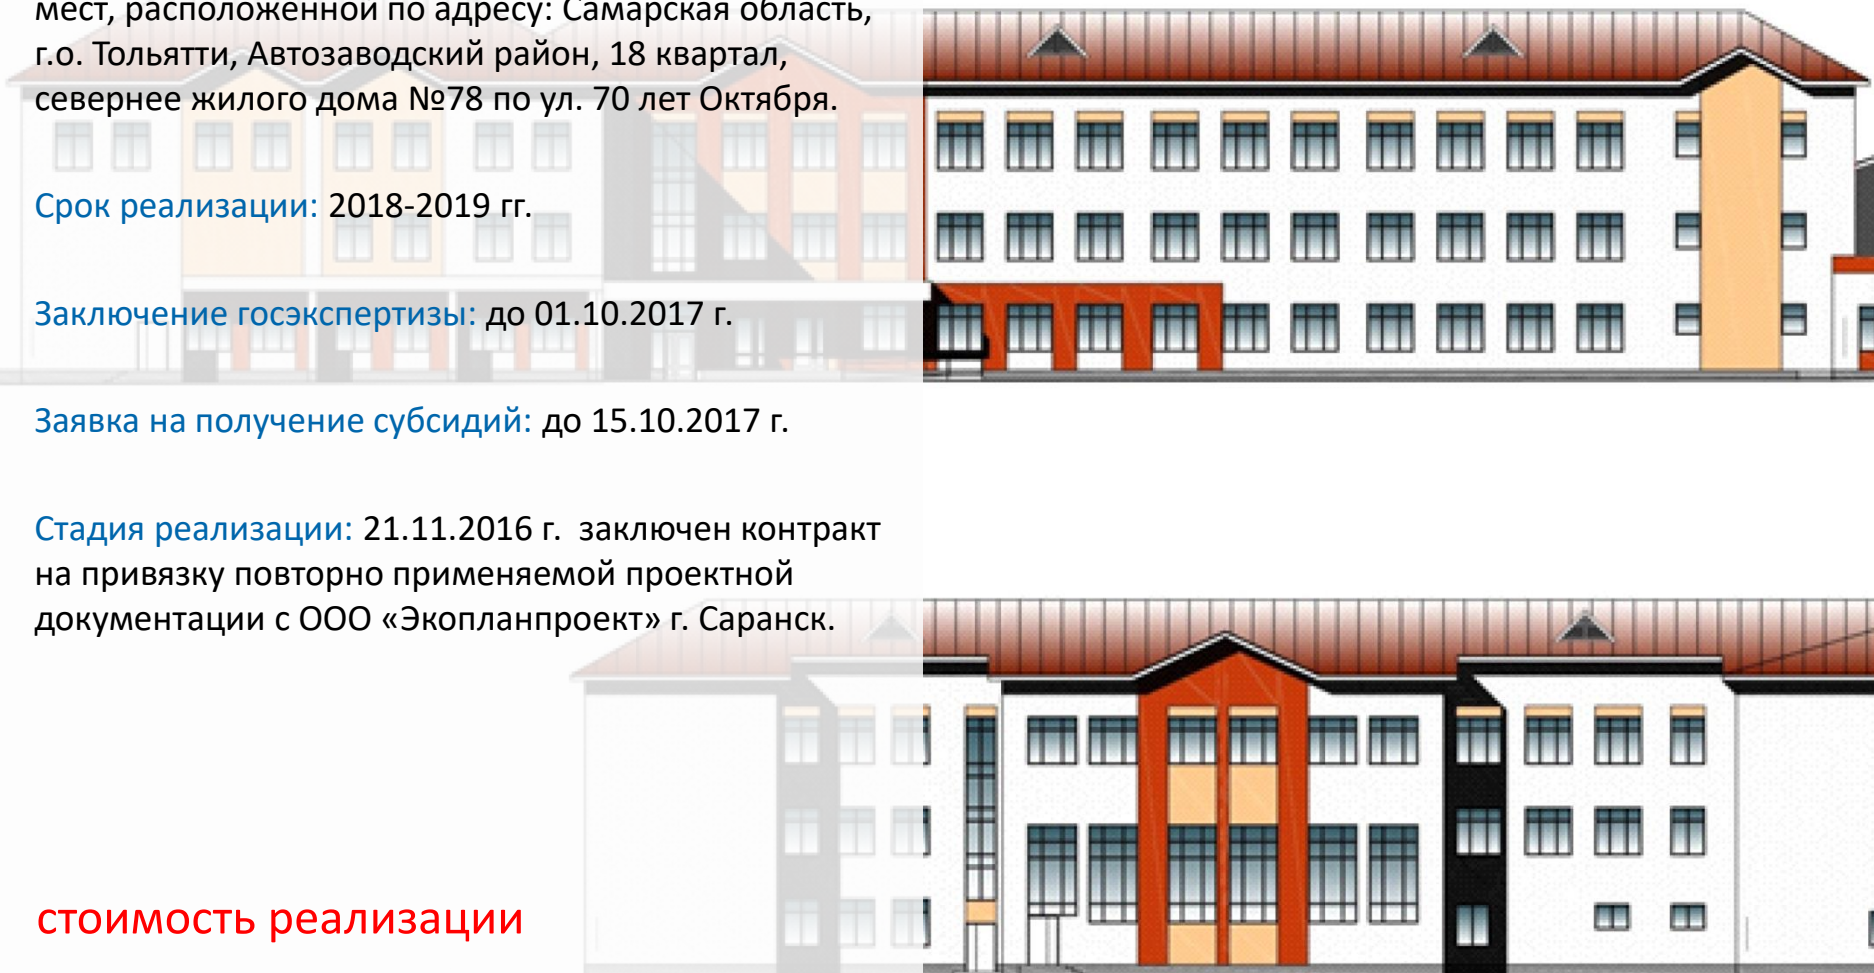 мест, расположенной по адресу: Самарская область,
г.о. Тольятти, Автозаводский район, 18 квартал,
севернее жилого дома №78 по ул. 70 лет Октября.
Срок реализации: 2018-2019 гг.
Заключение госэкспертизы: до 01.10.2017 г.
Заявка на получение субсидий: до 15.10.2017 г.
Стадия реализации: 21.11.2016 г.  заключен контракт
на привязку повторно применяемой проектной
документации с ООО «Экопланпроект» г. Саранск.
стоимость реализации